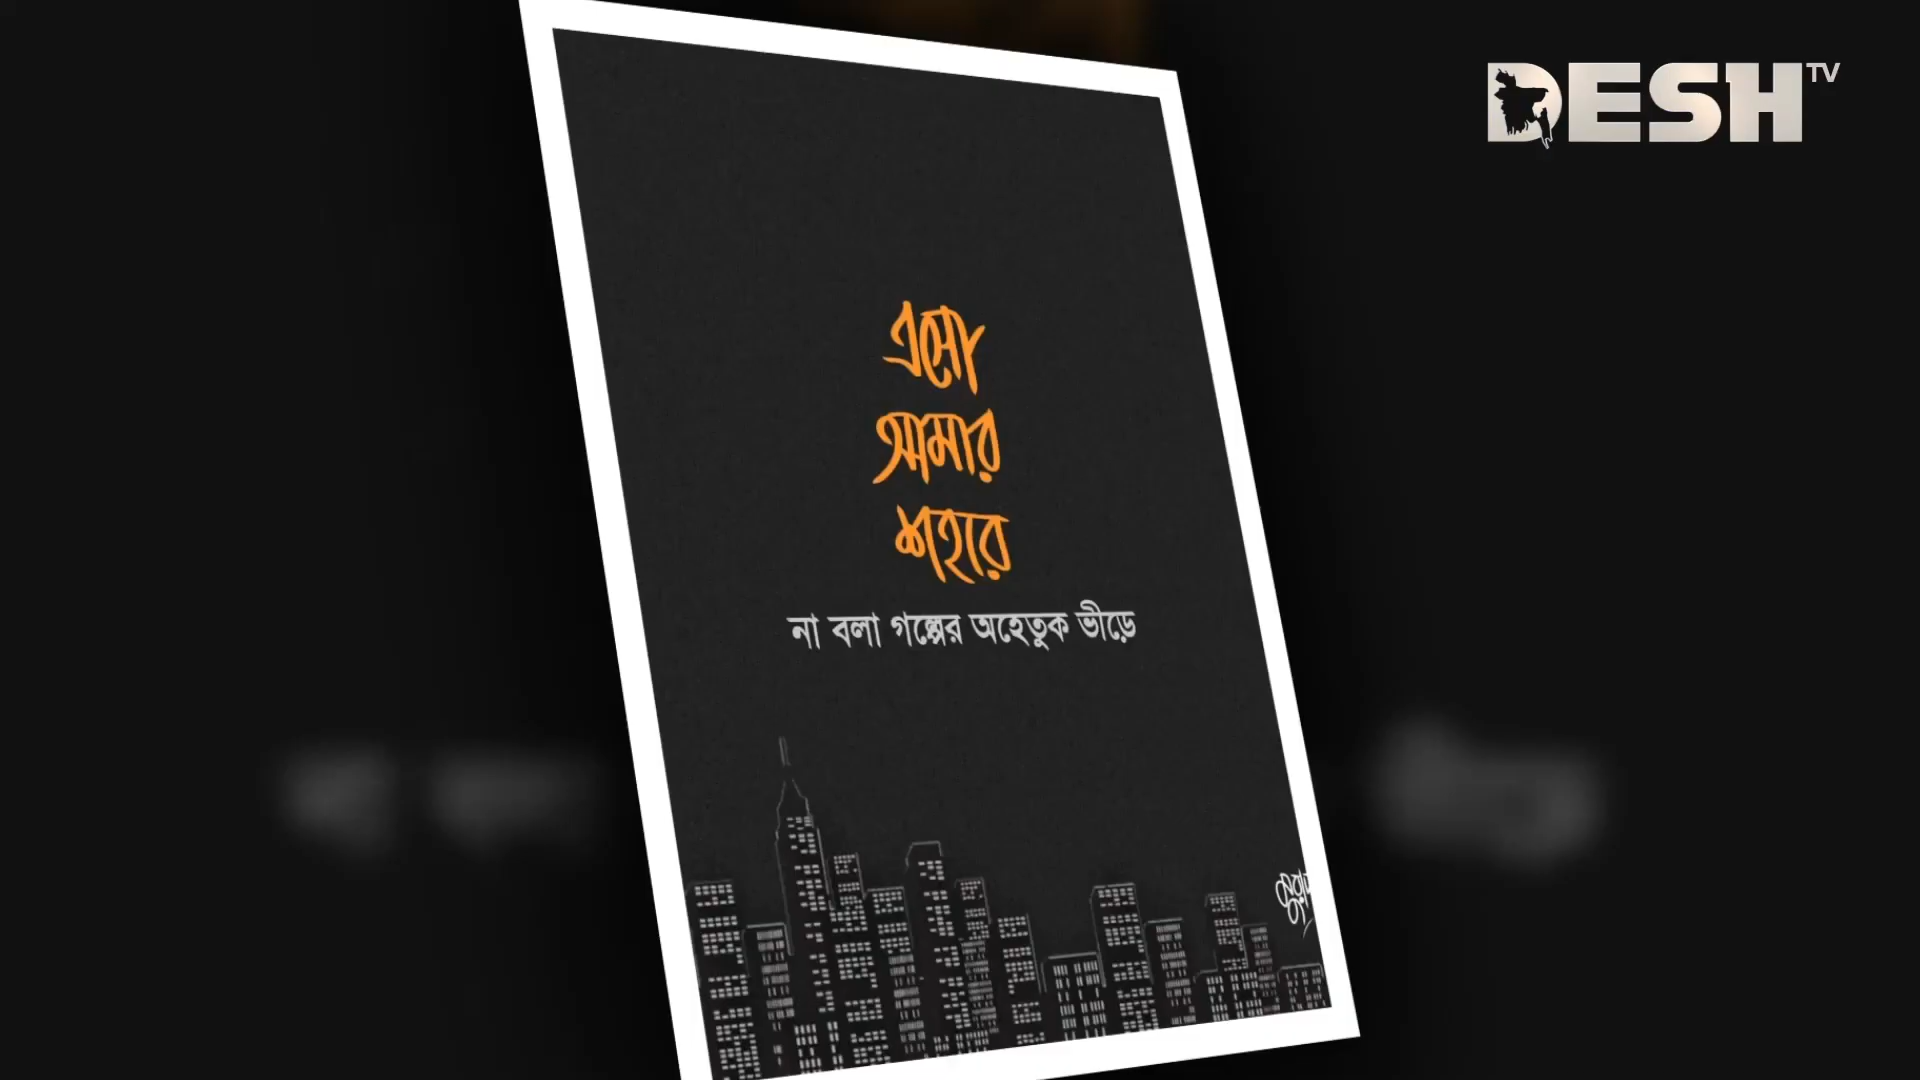 DESH TV
এসো
আমার
শহরে
না বলা গল্পের অহেতুক ভীড়ে